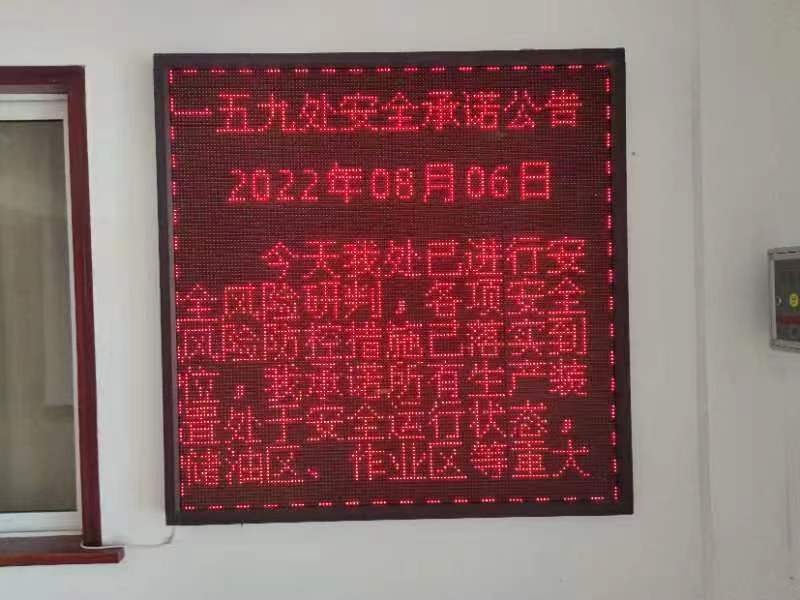 一五九处安全承诺公告
2022年08月06日
今天我处已进行安
全风险研判，各项安全
风险防控措施已落实到
位，我承诺所有生产装
置处于安全运行状态，
储油区、作业区等重大